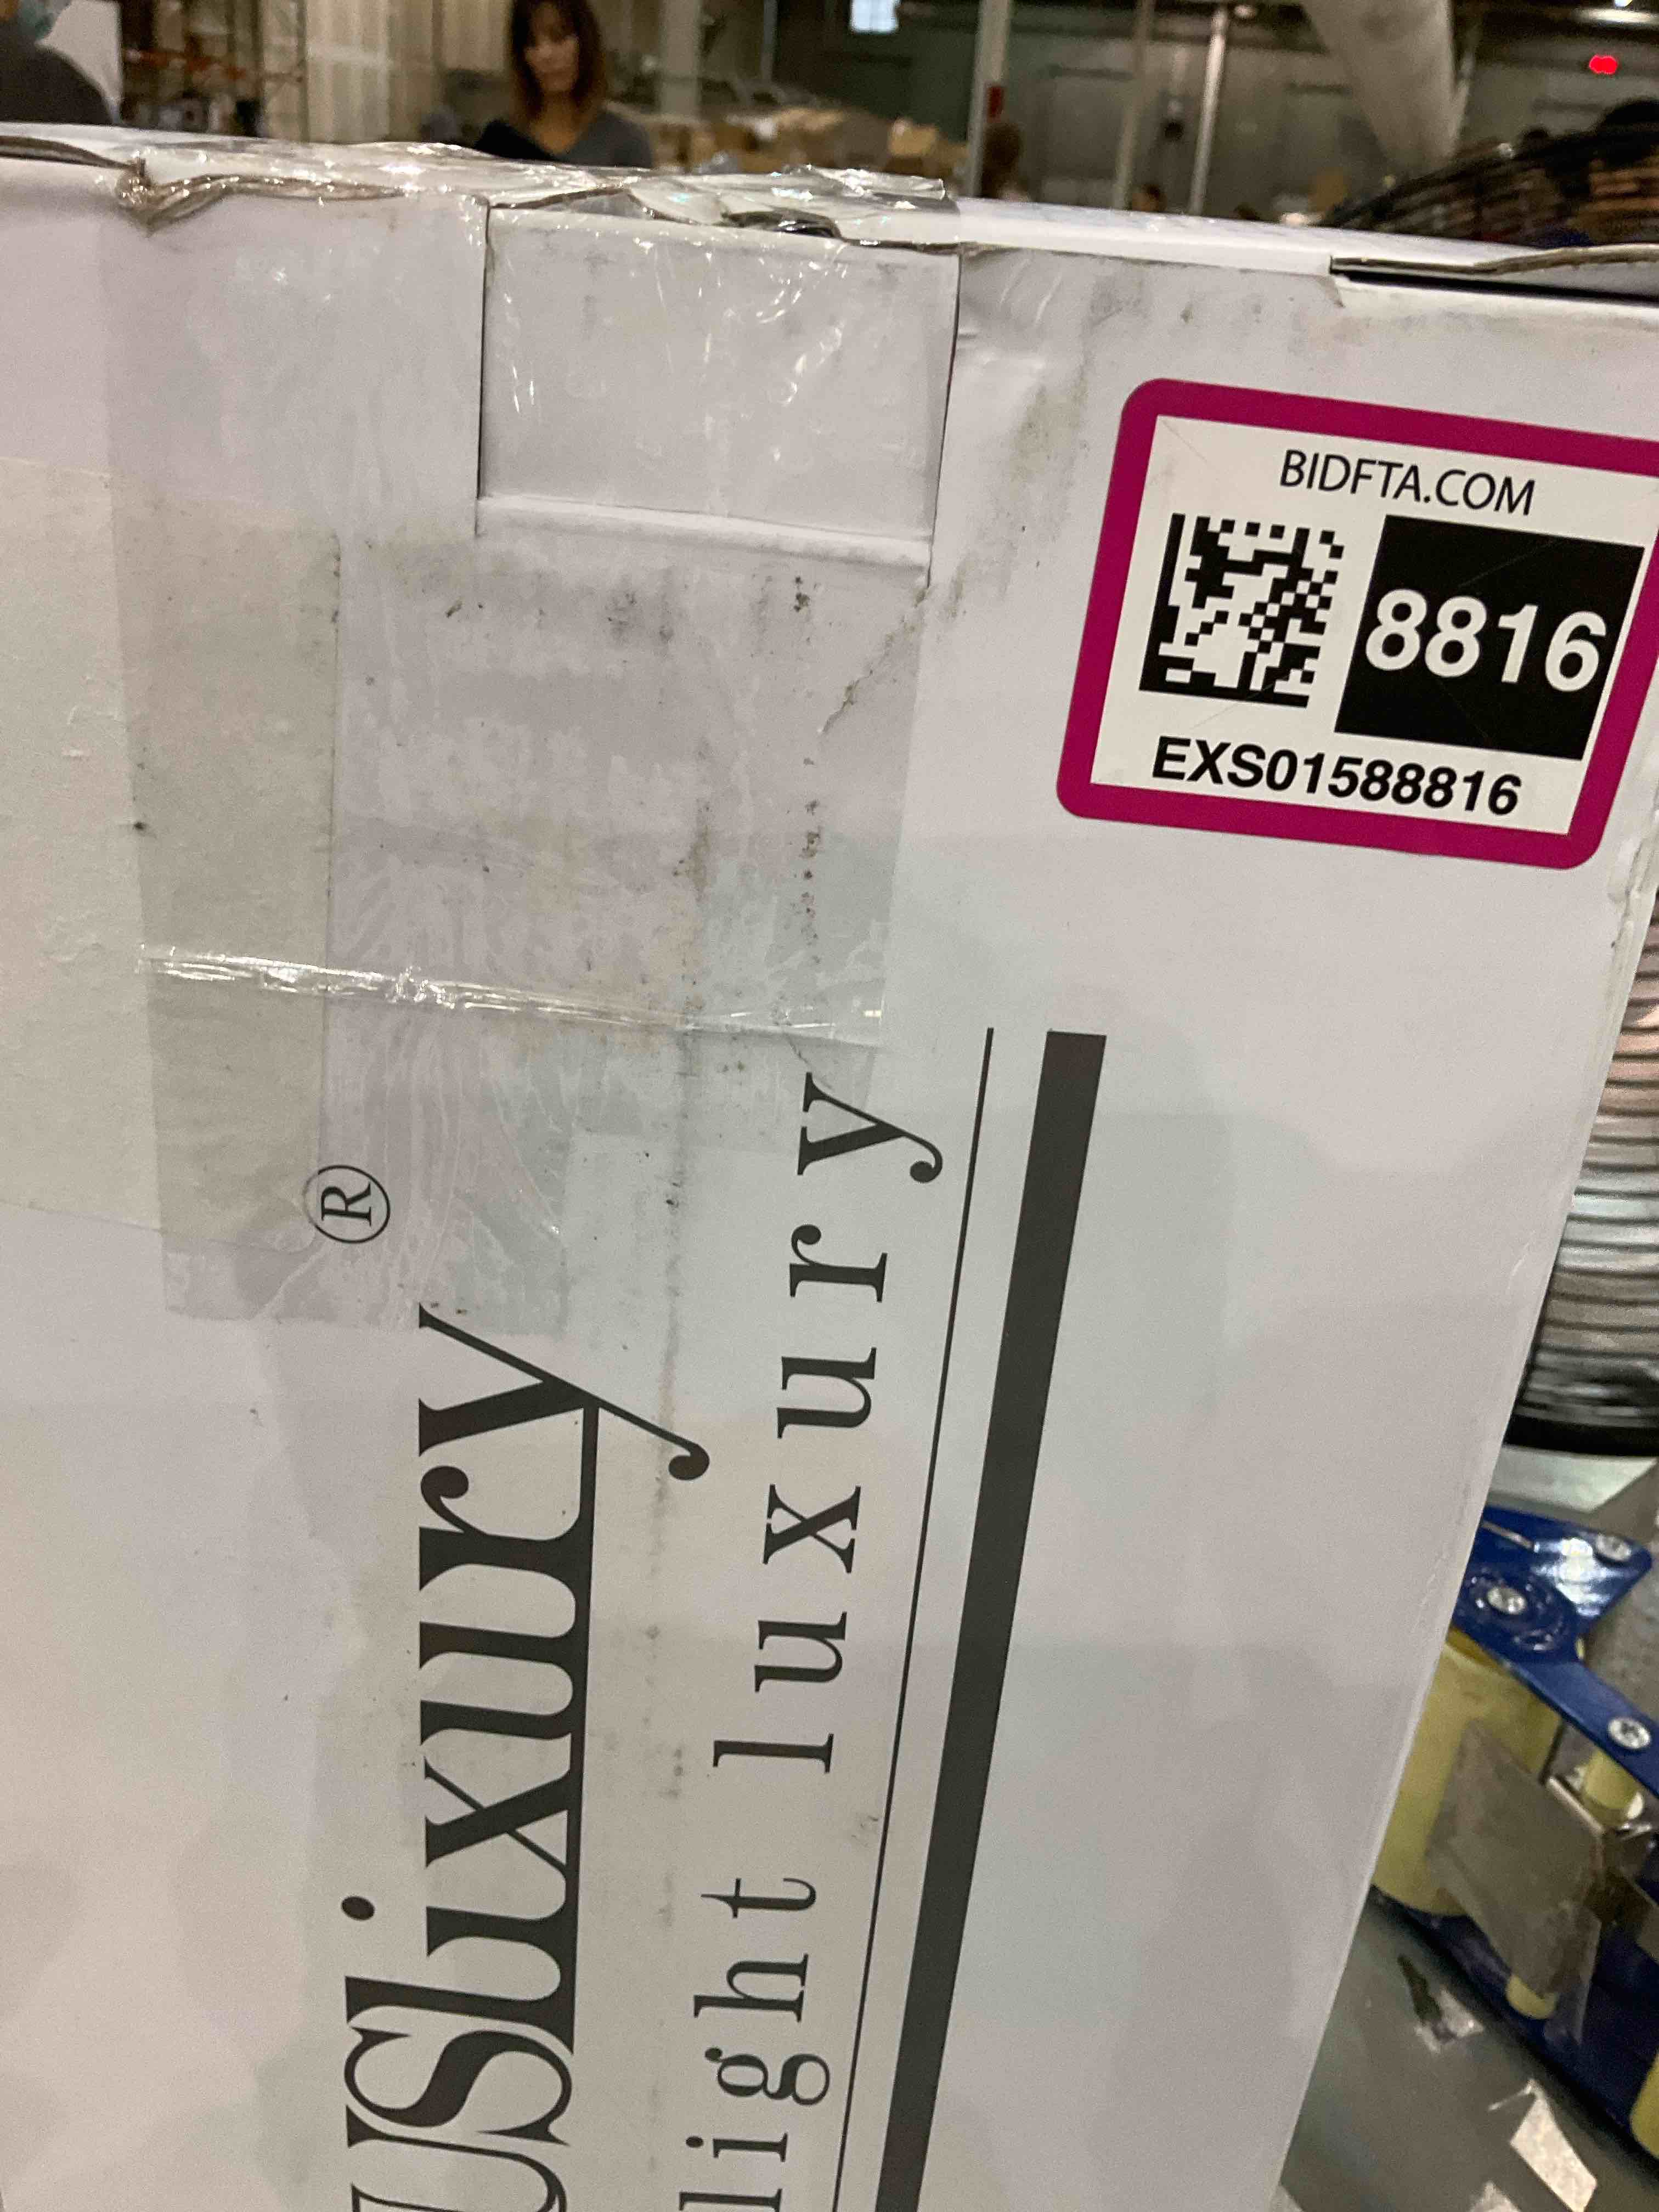 BIDFTA.COM
8816
EXS01588816
USLixury®
light luxury